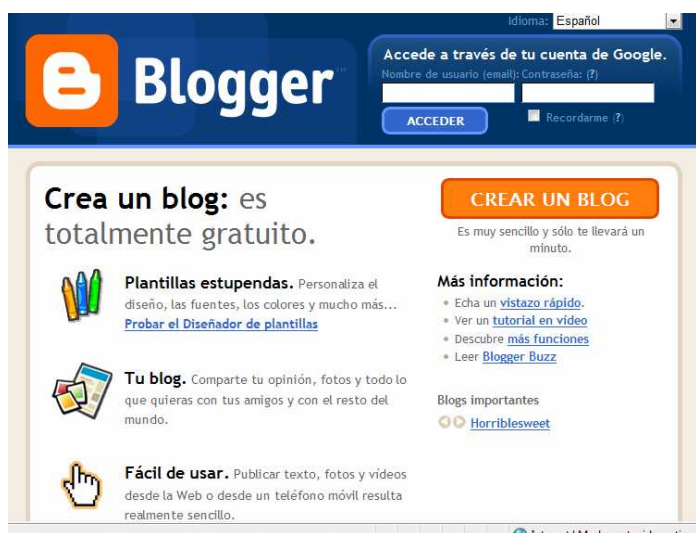 Idioma: Español
Blogger™
Accede a través de tu cuenta de Google.
Nombre de usuario (email): Contraseña: (?)
ACCEDER
Recordarme (?)
Crea un blog: es
totalmente gratuito.
Plantillas estupendas. Personaliza el
diseño, las fuentes, los colores y mucho más...
Probar el Diseñador de plantillas
Tu blog. Comparte tu opinión, fotos y todo lo
que quieras con tus amigos y con el resto del
mundo.
Fácil de usar. Publicar texto, fotos y vídeos
desde la Web o desde un teléfono móvil resulta
realmente sencillo.
CREAR UN BLOG
Es muy sencillo y sólo te llevará un
minuto.
Más información:
Echa un vistazo rápido.
Ver un tutorial en vídeo
Descubre más funciones
Leer Blogger Buzz
Blogs importantes
Horriblesweet